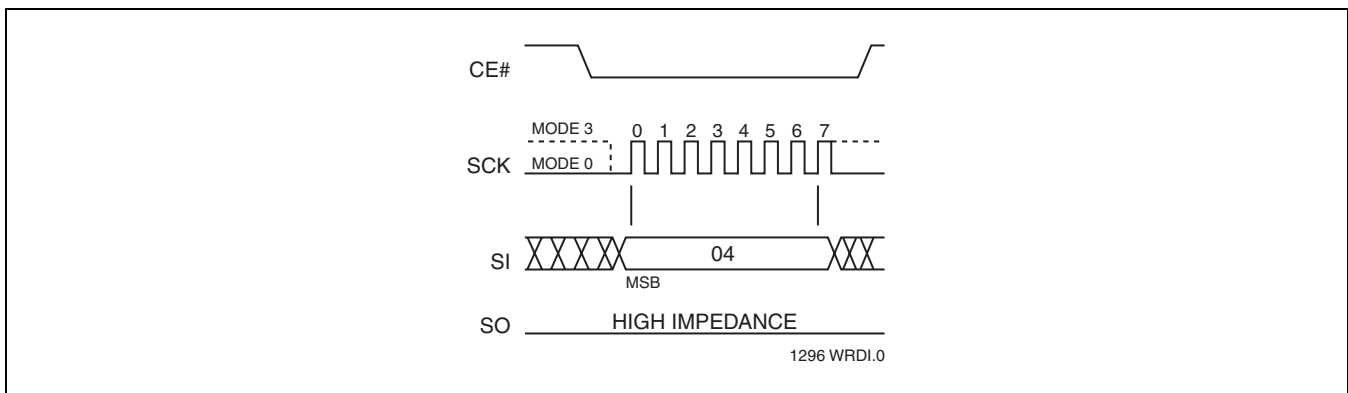 CE#
MODE 3
0 1 2 3 4 5 6 7
SCK
MODE 0
SI
04
MSB
SO
HIGH IMPEDANCE
1296 WRDI.0